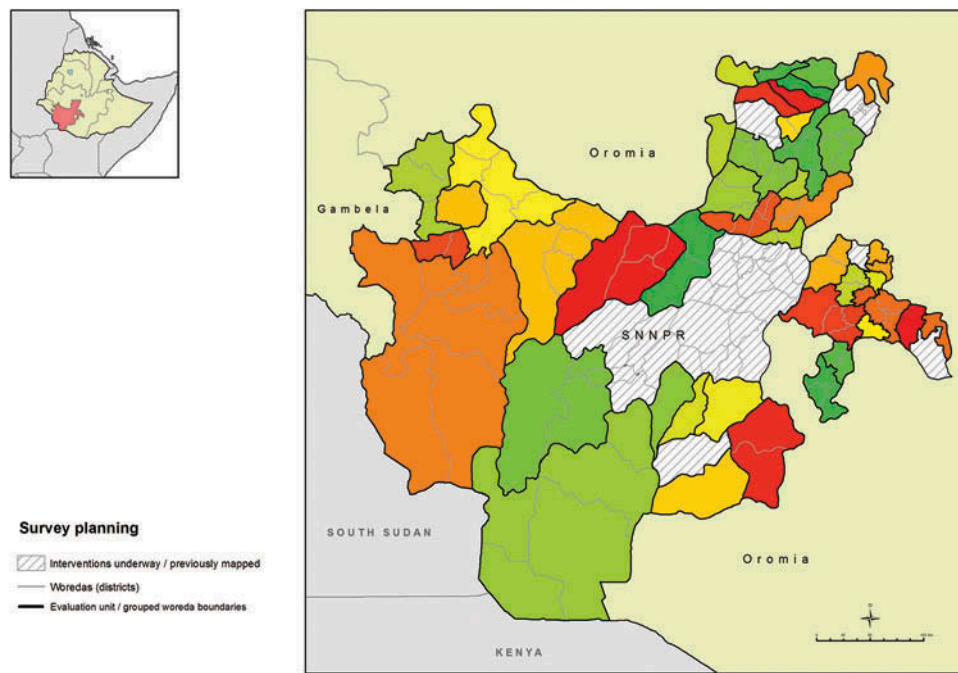 Oromia
Gambela
SNNPR
Survey planning
SOUTH SUDAN
Interventions underway / previously mapped
Oromia
Woredas (districts)
Evaluation unit / grouped woreda boundaries
KENYA